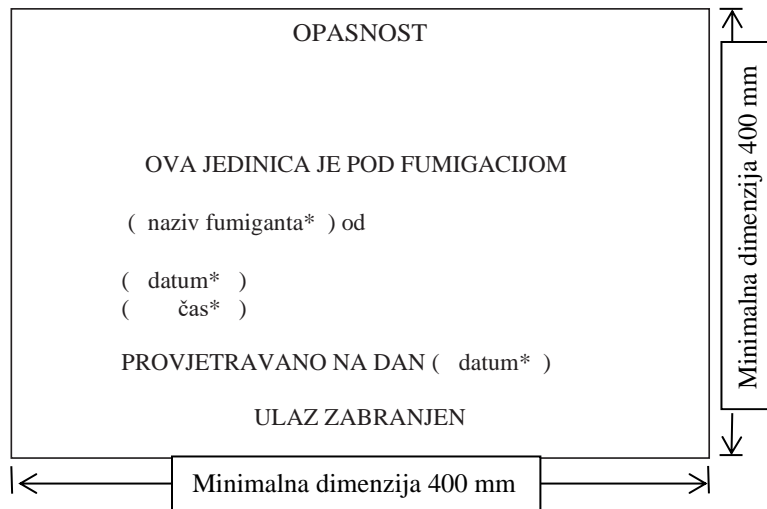 OPASNOST
OVA JEDINICA JE POD FUMIGACIJOM
( naziv fumiganta* ) od
( datum* )
( čas* )
PROVJETRAVANO NA DAN ( datum* )
ULAZ ZABRANJEN
Minimalna dimenzija 400 mm
Minimalna dimenzija 400 mm